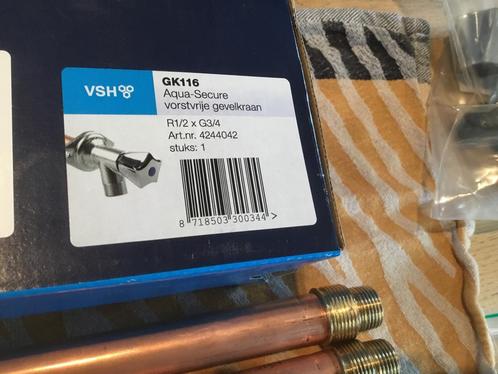 VSH
GK116
Aqua-Secure
vorstvrije gevelkraan
R1/2 x G3/4
Art.nr. 4244042
stuks: 1
8 718503 300344 >